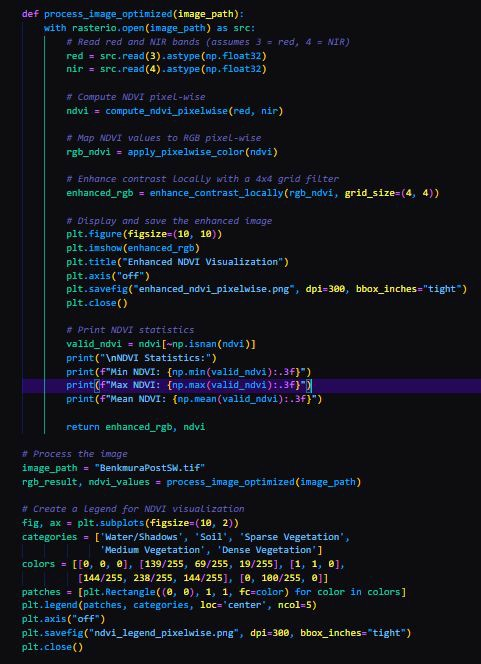 def process_image_optimized(image_path):
    with rasterio.open(image_path) as src:
        # Read red and NIR bands (assumes 3 = red, 4 = NIR)
        red = src.read(3).astype(np.float32)
        nir = src.read(4).astype(np.float32)

        # Compute NDVI pixel-wise
        ndvi = compute_ndvi_pixelwise(red, nir)

        # Map NDVI values to RGB pixel-wise
        rgb_ndvi = apply_pixelwise_color(ndvi)

        # Enhance contrast locally with a 4x4 grid filter
        enhanced_rgb = enhance_contrast_locally(rgb_ndvi, grid_size=(4, 4))

        # Display and save the enhanced image
        plt.figure(figsize=(10, 10))
        plt.imshow(enhanced_rgb)
        plt.title("Enhanced NDVI Visualization")
        plt.axis("off")
        plt.savefig("enhanced_ndvi_pixelwise.png", dpi=300, bbox_inches="tight")
        plt.close()

        # Print NDVI statistics
        valid_ndvi = ndvi[~np.isnan(ndvi)]
        print("\nNDVI Statistics:")
        print(f"Min NDVI: {np.min(valid_ndvi):.3f}")
        print(f"Max NDVI: {np.max(valid_ndvi):.3f}")
        print(f"Mean NDVI: {np.mean(valid_ndvi):.3f}")

        return enhanced_rgb, ndvi

# Process the image
image_path = "BenkmuraPostSW.tif"
rgb_result, ndvi_values = process_image_optimized(image_path)

# Create a Legend for NDVI visualization
fig, ax = plt.subplots(figsize=(10, 2))
categories = ['Water/Shadows', 'Soil', 'Sparse Vegetation',
              'Medium Vegetation', 'Dense Vegetation']
colors = [[0, 0, 0], [139/255, 69/255, 19/255], [1, 1, 0],
          [144/255, 238/255, 144/255], [0, 100/255, 0]]
patches = [plt.Rectangle((0, 0), 1, 1, fc=color) for color in colors]
plt.legend(patches, categories, loc='center', ncol=5)
plt.axis("off")
plt.savefig("ndvi_legend_pixelwise.png", dpi=300, bbox_inches="tight")
plt.close()